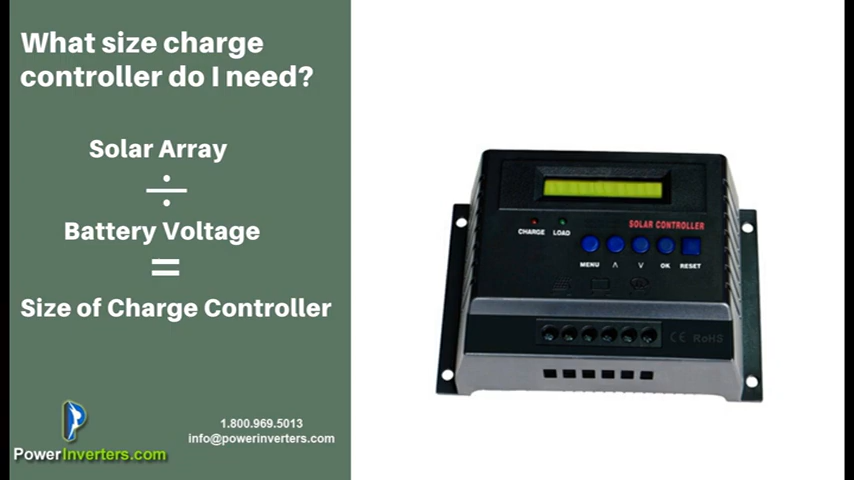 What size charge
controller do I need?
Solar Array
÷
Battery Voltage
=
Size of Charge Controller
1.800.969.5013
info@powerinverters.com
PowerInverters.com
SOLAR CONTROLLER
CHARGE LOAD
MENU ∧ ∨ OK RESET
CE RoHS